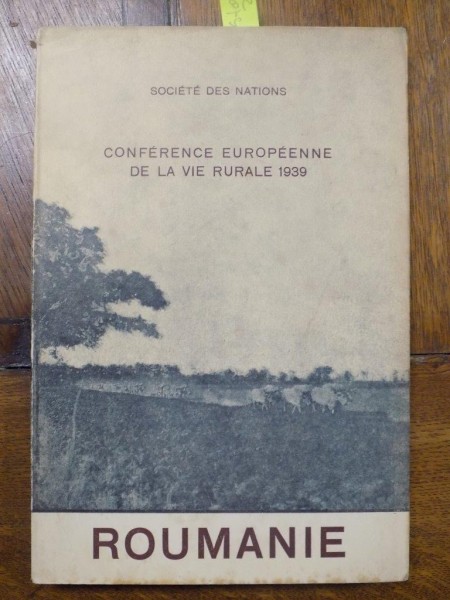 SOCIÉTÉ DES NATIONS
CONFÉRENCE EUROPÉENNE
DE LA VIE RURALE 1939
ROUMANIE